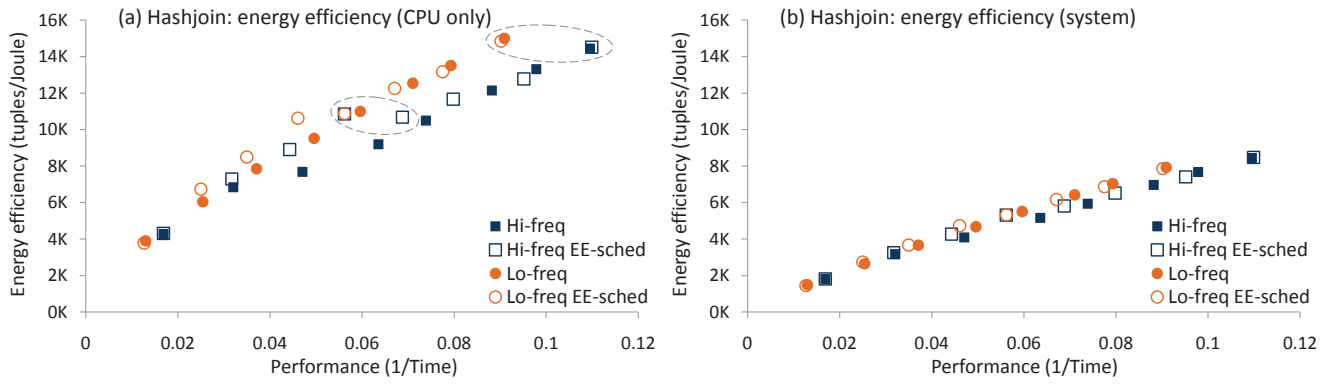 (a) Hashjoin: energy efficiency (CPU only)
Energy efficiency (tuples/Joule)
16K
14K
12K
10K
8K
6K
4K
2K
0K
0 0.02 0.04 0.06 0.08 0.1 0.12
Performance (1/Time)
Hi-freq
Hi-freq EE-sched
Lo-freq
Lo-freq EE-sched
(b) Hashjoin: energy efficiency (system)
Energy efficiency (tuples/Joule)
16K
14K
12K
10K
8K
6K
4K
2K
0K
0 0.02 0.04 0.06 0.08 0.1 0.12
Performance (1/Time)
Hi-freq
Hi-freq EE-sched
Lo-freq
Lo-freq EE-sched